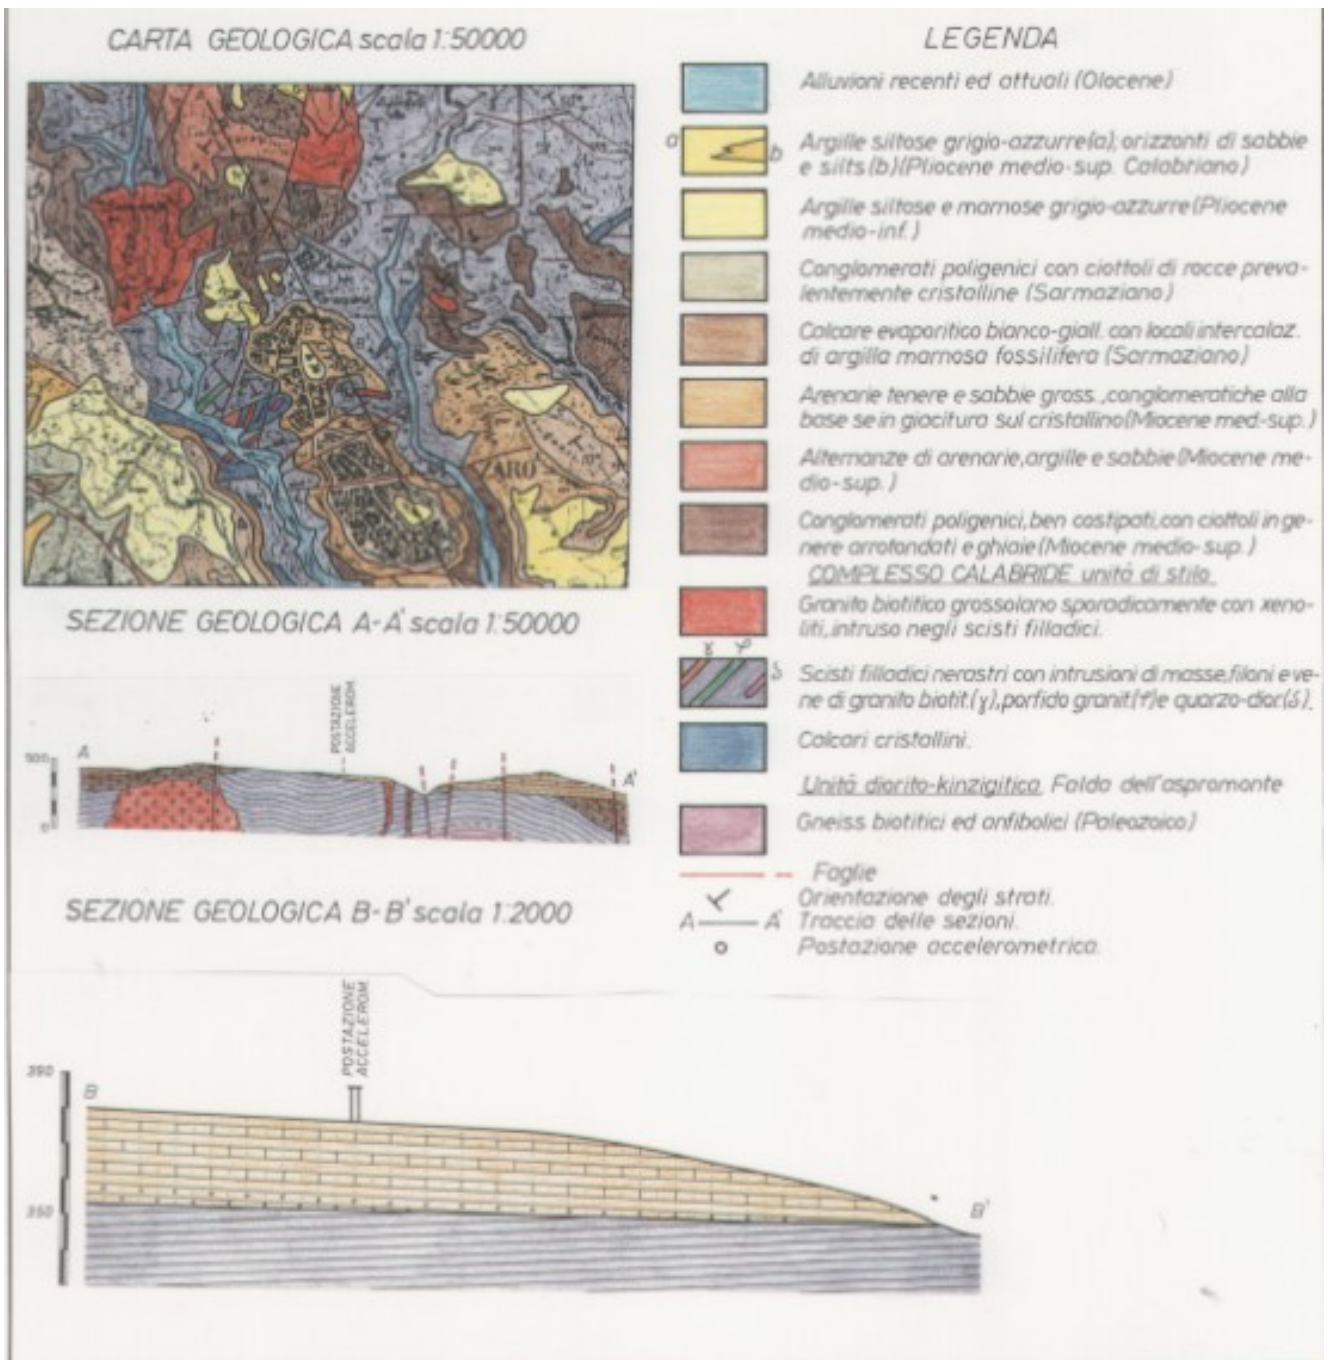 CARTA GEOLOGICA scala 1:50000
ZARO'
SEZIONE GEOLOGICA A-A' scala 1:50000
POSTAZIONE
ACCELEROM.
500
A
A'
0
SEZIONE GEOLOGICA B-B' scala 1:2000
POSTAZIONE
ACCELEROM.
390
B
350
B'
LEGENDA
Alluvioni recenti ed attuali (Olocene)
a
b
Argille siltose grigio-azzurre(a); orizzonti di sabbie
e silts (b) (Pliocene medio-sup. Calabriano)
Argille siltose e marnose grigio-azzurre (Pliocene
medio-inf.)
Conglomerati poligenici con ciottoli di rocce preva-
lentemente cristalline (Sarmaziano)
Calcare evaporitico bianco-giall. con locali intercalaz.
di argilla marnosa fossilifera (Sarmaziano)
Arenarie tenere e sabbie gross., conglomeratiche alla
base se in giacitura sul cristallino (Miocene med-sup.)
Alternanze di arenarie, argille e sabbie (Miocene me-
dio-sup.)
Conglomerati poligenici, ben costipati, con ciottoli in ge-
nere arrotondati e ghiaie (Miocene medio-sup.)
COMPLESSO CALABRIDE unità di stilo.
Granito biotitico grossolano sporadicamente con xeno-
liti, intruso negli scisti filladici.
γ φ
δ
Scisti filladici nerastri con intrusioni di masse, filoni e ve-
ne di granito biotit.(γ), porfido granit.(φ) e quarzo-dior(δ).
Calcari cristallini.
Unità diorito-kinzigitica. Falda dell'aspromonte
Gneiss biotitici ed anfibolici (Paleozoico)
Faglie
Orientazione degli strati.
A A' Traccia delle sezioni.
Postazione accelerometrica.